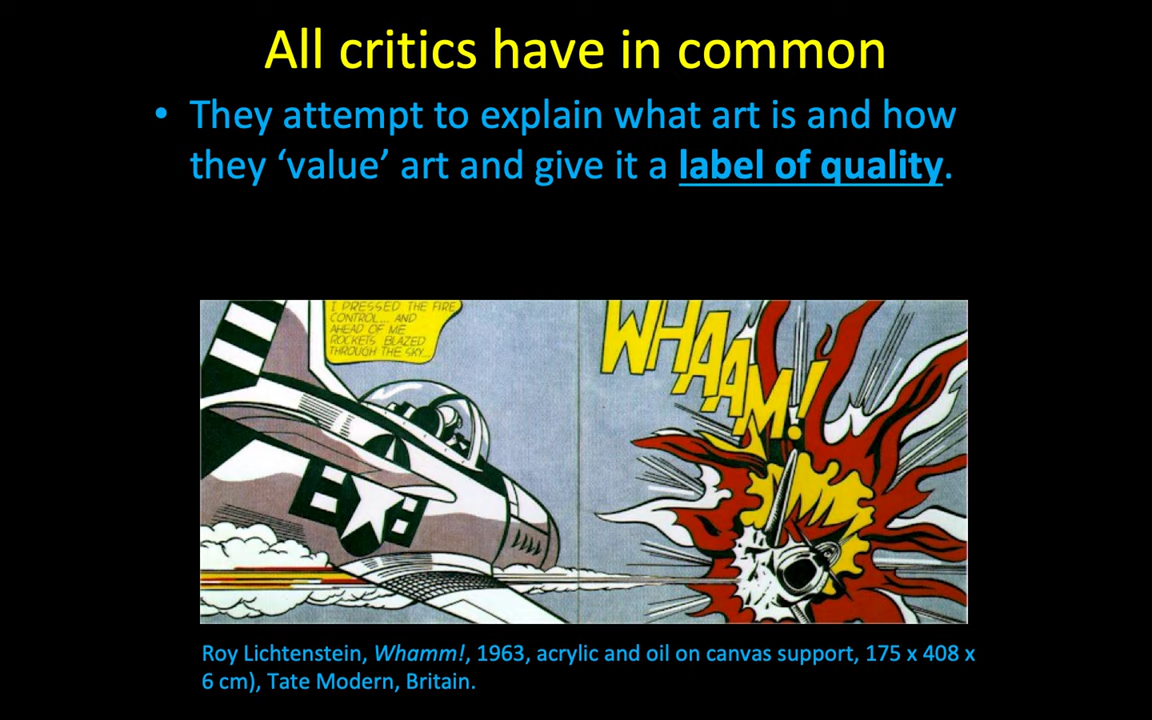 All critics have in common
• They attempt to explain what art is and how
they ‘value’ art and give it a label of quality.
I PRESSED THE FIRE
CONTROL... AND
AHEAD OF ME
ROCKETS BLAZED
THROUGH THE SKY...
WHAAM!
Roy Lichtenstein, Whamm!, 1963, acrylic and oil on canvas support, 175 x 408 x
6 cm), Tate Modern, Britain.